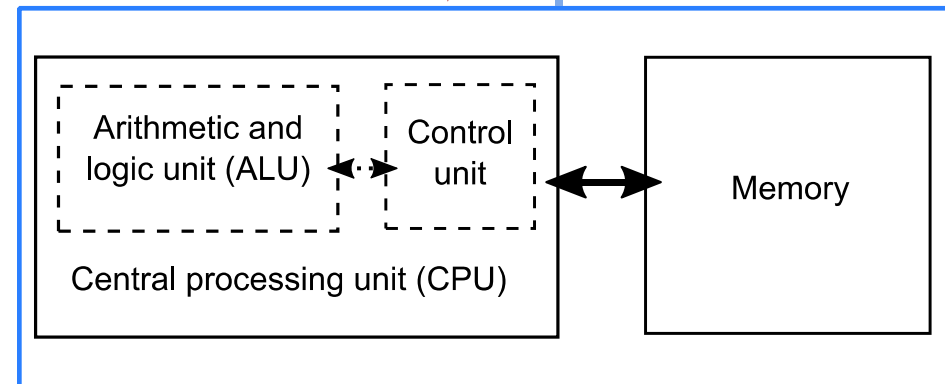 Arithmetic and
logic unit (ALU)
Control
unit
Central processing unit (CPU)
Memory